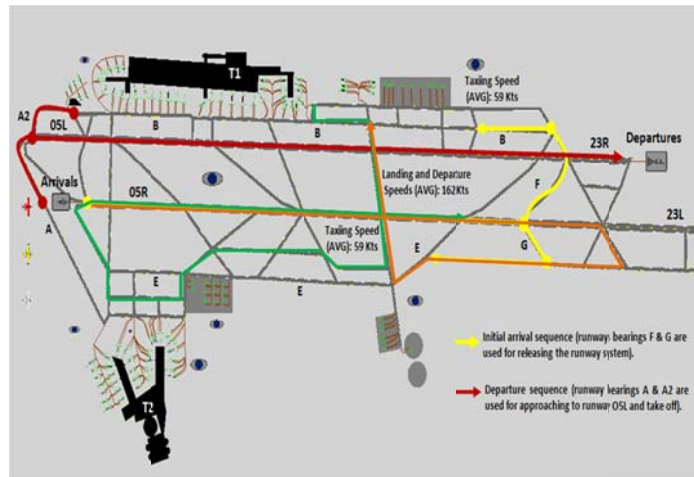 T1
Taxiing Speed
(AVG): 59 Kts
A2
05L
B
B
B
23R
Departures
Landing and Departure
Speeds (AVG): 162Kts
Arrivals
05R
F
23L
A
Taxiing Speed
(AVG): 59 Kts
E
G
E
E
Initial arrival sequence (runway bearings F & G are
used for releasing the runway system).
Departure sequence (runway bearings A & A2 are
used for approaching to runway O5L and take off).
T2